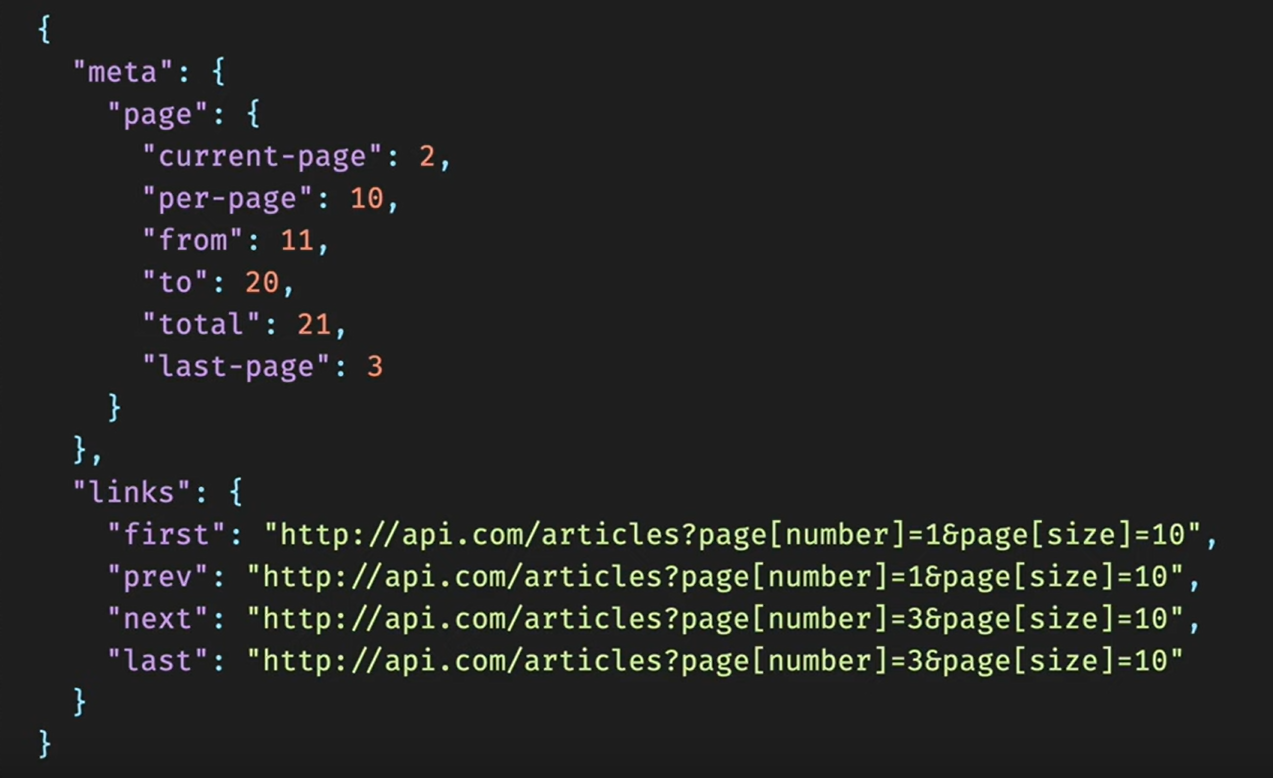 {
  "meta": {
    "page": {
      "current-page": 2,
      "per-page": 10,
      "from": 11,
      "to": 20,
      "total": 21,
      "last-page": 3
    }
  },
  "links": {
    "first": "http://api.com/articles?page[number]=1&page[size]=10",
    "prev": "http://api.com/articles?page[number]=1&page[size]=10",
    "next": "http://api.com/articles?page[number]=3&page[size]=10",
    "last": "http://api.com/articles?page[number]=3&page[size]=10"
  }
}